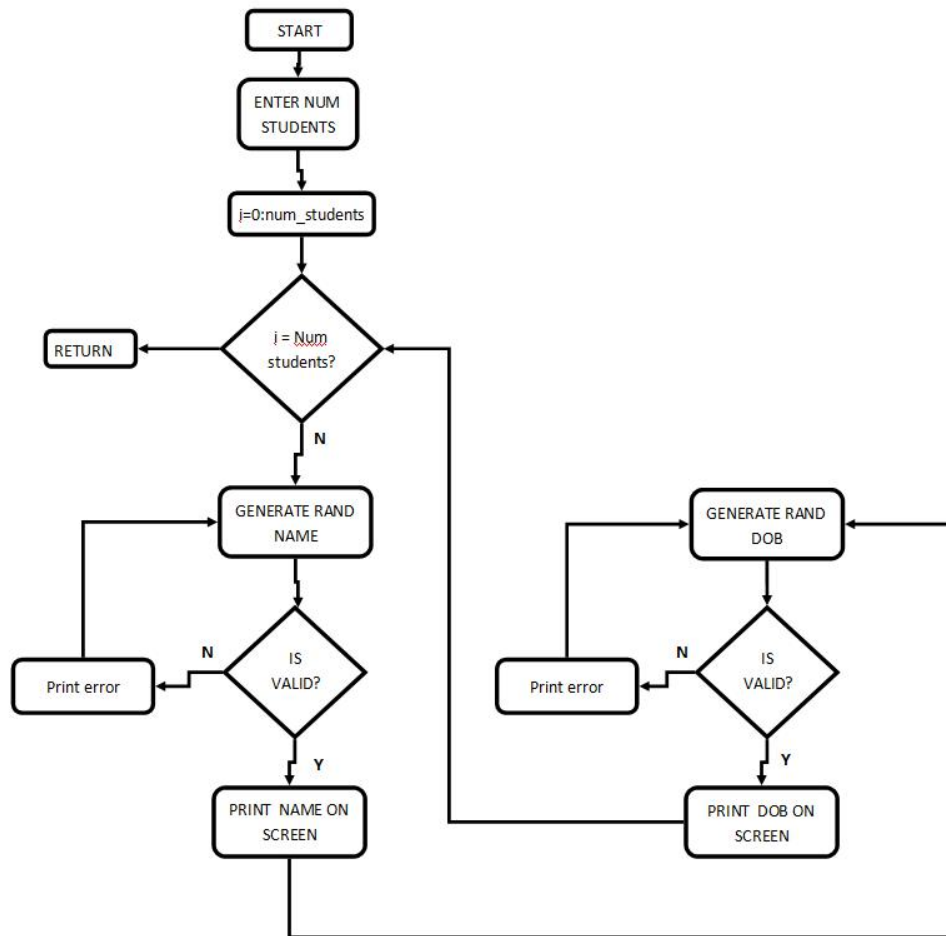 START
ENTER NUM
STUDENTS
i=0:num_students
i = Num
students?
RETURN
N
GENERATE RAND
NAME
IS
VALID?
N
Print error
Y
PRINT NAME ON
SCREEN
GENERATE RAND
DOB
IS
VALID?
N
Print error
Y
PRINT DOB ON
SCREEN